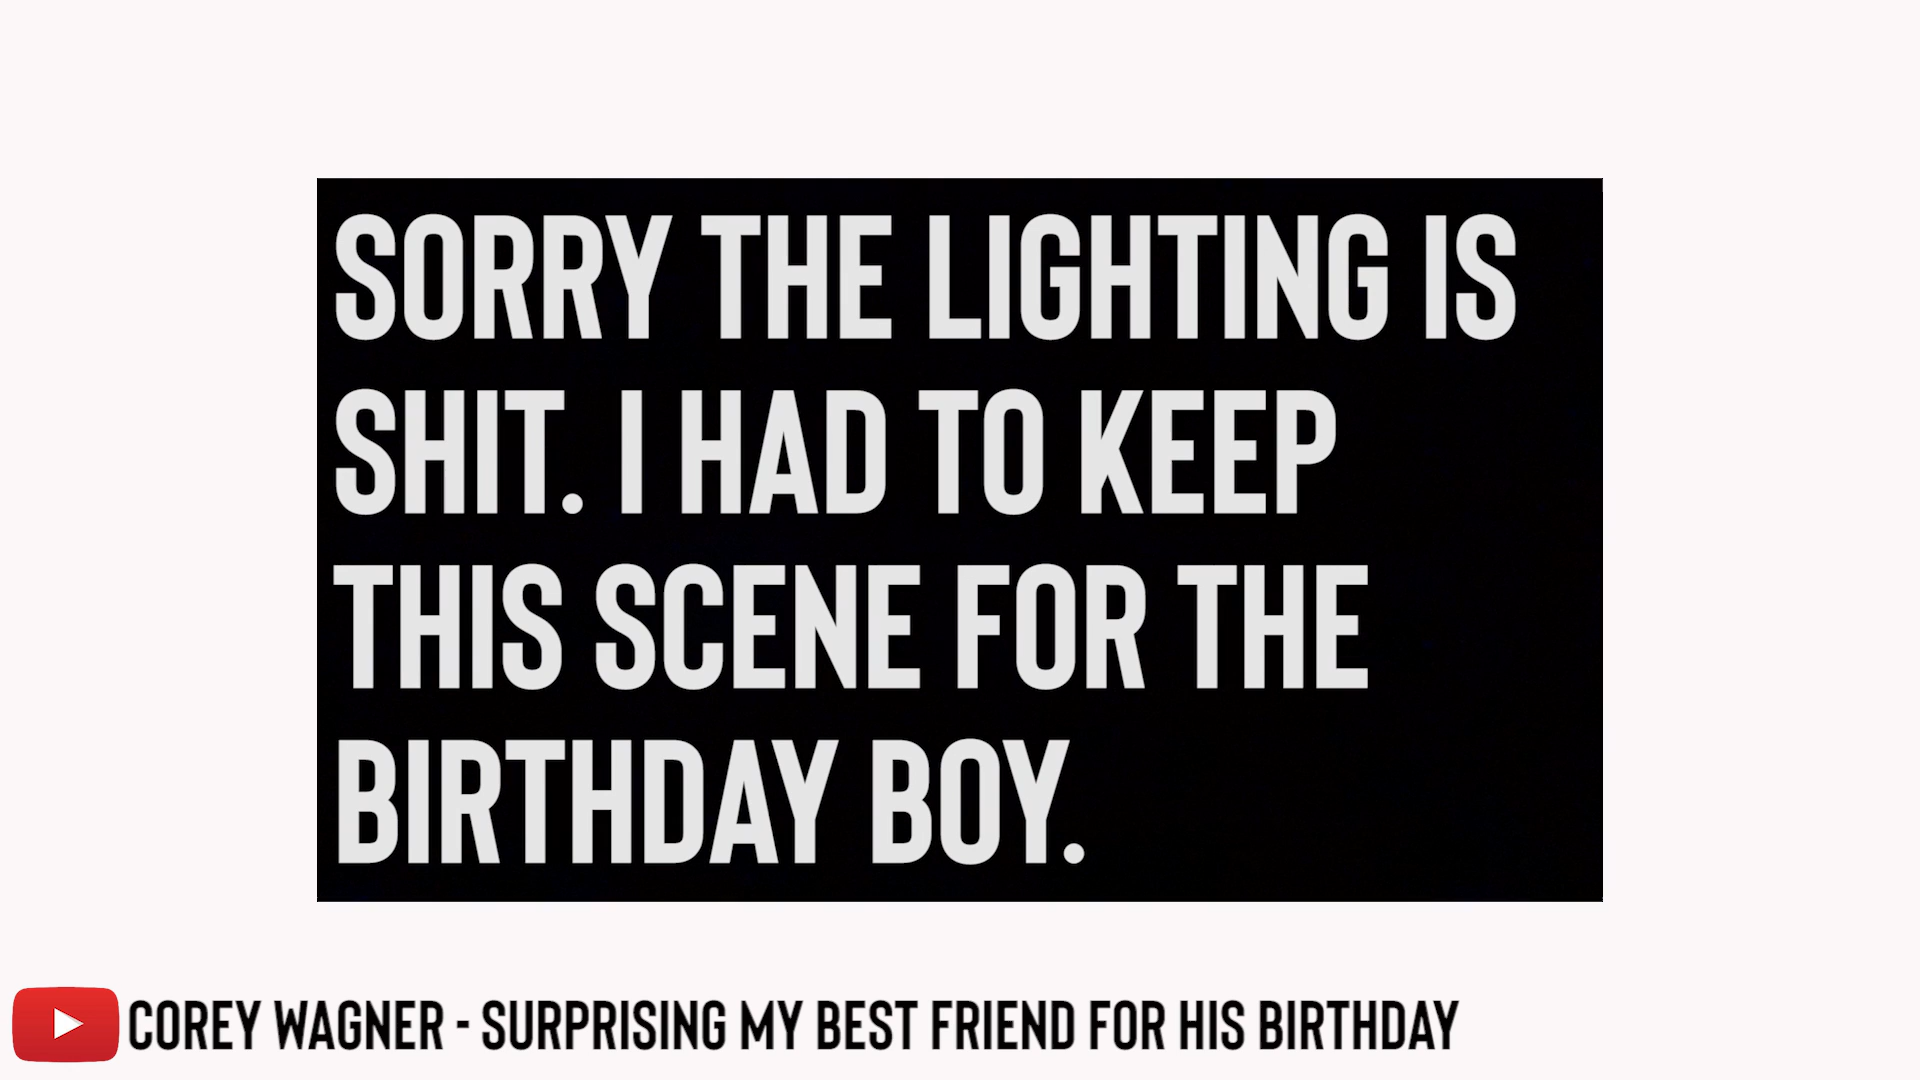 SORRY THE LIGHTING IS
SHIT. I HAD TO KEEP
THIS SCENE FOR THE
BIRTHDAY BOY.
COREY WAGNER - SURPRISING MY BEST FRIEND FOR HIS BIRTHDAY